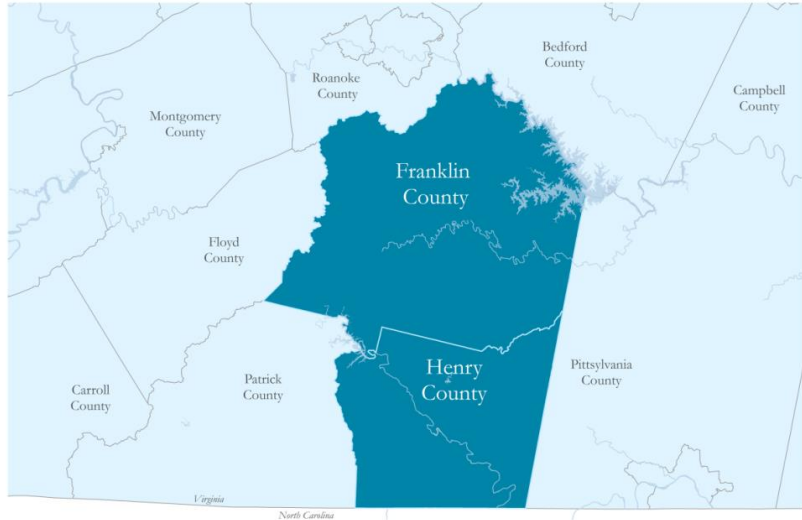 Bedford
County
Roanoke
County
Campbell
County
Montgomery
County
Franklin
County
Floyd
County
Henry
County
Pittsylvania
County
Patrick
County
Carroll
County
Virginia
North Carolina